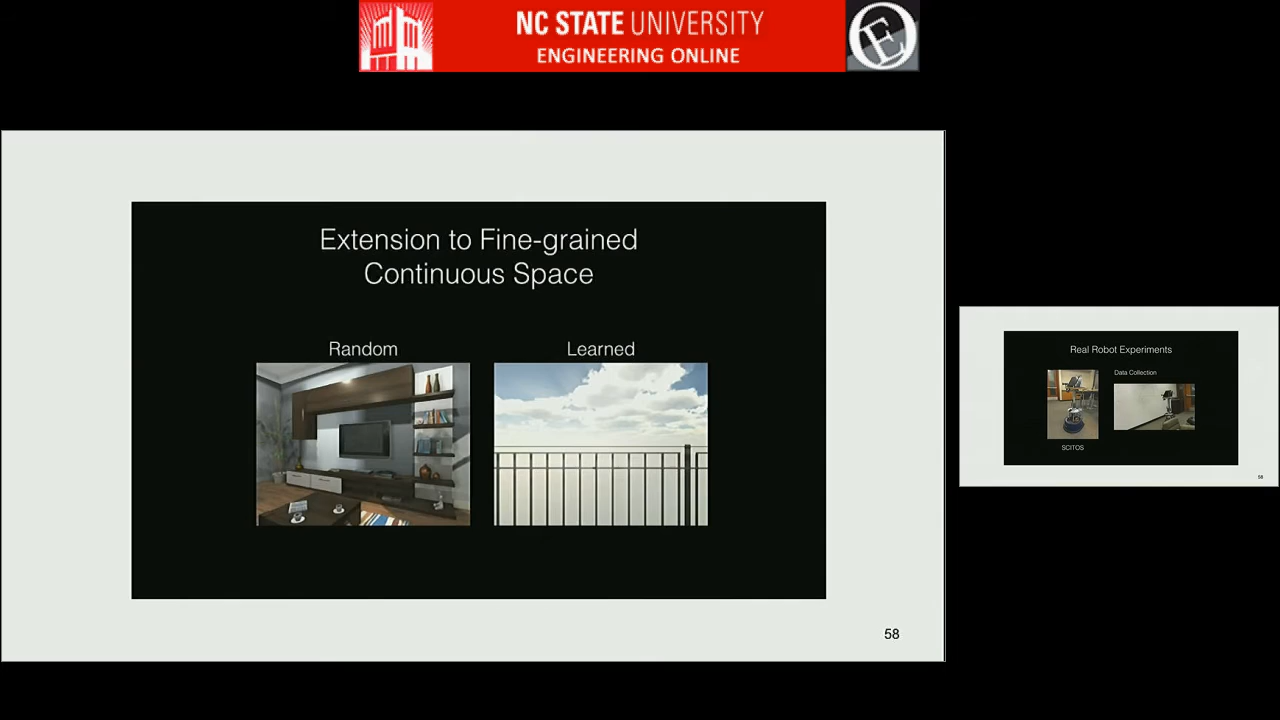 NC STATE UNIVERSITY
ENGINEERING ONLINE
E
Extension to Fine-grained
Continuous Space
Random
Learned
58
Real Robot Experiments
Data Collection
SCITOS
58